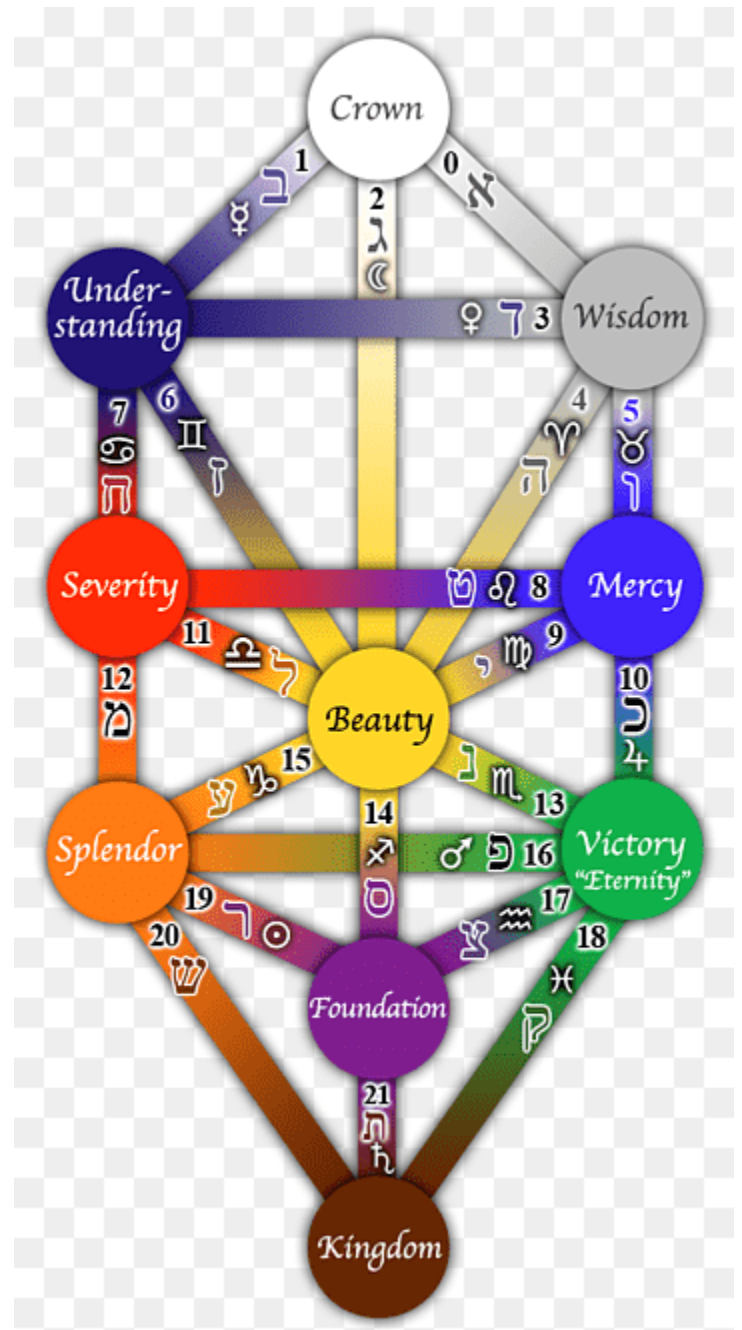 Crown
1
ב
☿
0
א
2
ג
☾
Under-
standing
♀ ד 3
Wisdom
7
♋
ח
6
♊
ז
4
♈
ה
5
♉
ו
Severity
ט ♌ 8
Mercy
11 ♎ ל
י ♍ 9
12
מ
10
כ
♃
Beauty
ע ♑ 15
נ ♏ 13
14
♐
ס
Splendor
♂ פ 16
Victory
"Eternity"
19 ר ☉
צ ♒ 17
20
ש
18
♓
ק
Foundation
21
ת
♄
Kingdom